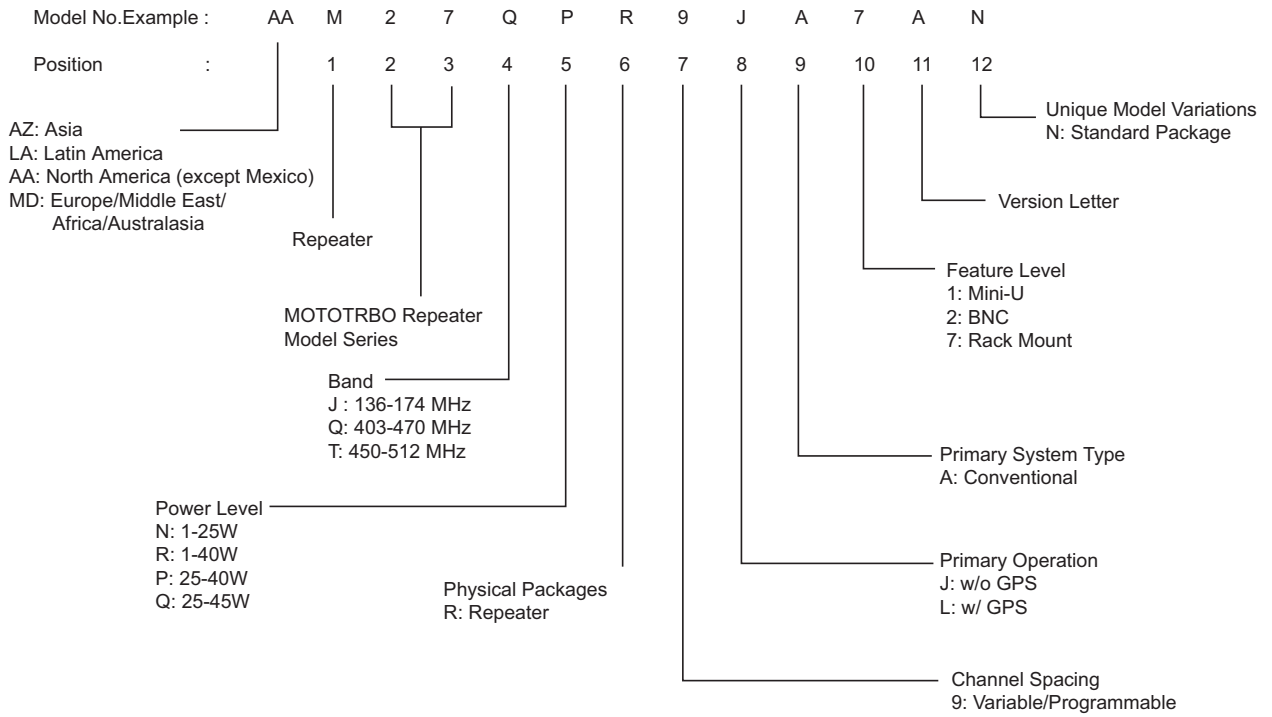 Model No.Example : AA M 2 7 Q P R 9 J A 7 A N
Position : 1 2 3 4 5 6 7 8 9 10 11 12
AZ: Asia
LA: Latin America
AA: North America (except Mexico)
MD: Europe/Middle East/
Africa/Australasia
Repeater
MOTOTRBO Repeater
Model Series
Band
J : 136-174 MHz
Q: 403-470 MHz
T: 450-512 MHz
Power Level
N: 1-25W
R: 1-40W
P: 25-40W
Q: 25-45W
Physical Packages
R: Repeater
Unique Model Variations
N: Standard Package
Version Letter
Feature Level
1: Mini-U
2: BNC
7: Rack Mount
Primary System Type
A: Conventional
Primary Operation
J: w/o GPS
L: w/ GPS
Channel Spacing
9: Variable/Programmable